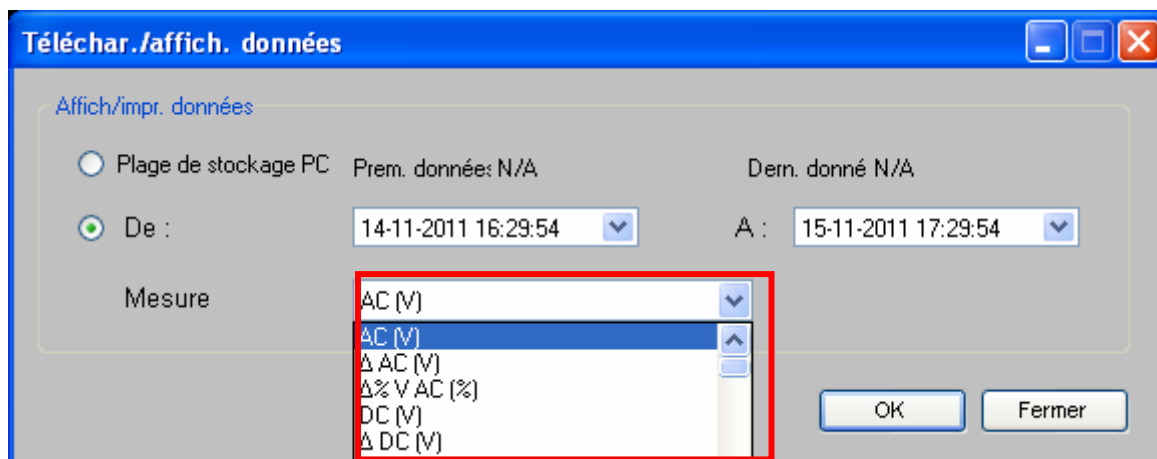 Téléchar./affich. données
Affich/impr. données
Plage de stockage PC Prem. données N/A Dern. donné N/A
De : 14-11-2011 16:29:54 A : 15-11-2011 17:29:54
Mesure AC (V)
AC (V)
Δ AC (V)
Δ% V AC (%)
DC (V)
Δ DC (V)
OK Fermer